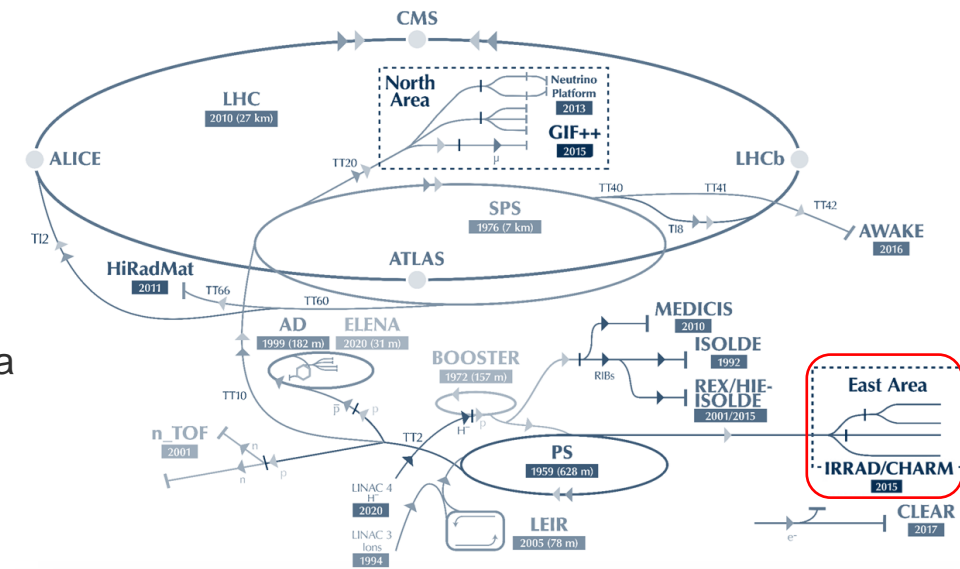 CMS
North
Area
Neutrino
Platform
2013
GIF++
2015
μ
LHC
2010 (27 km)
ALICE
LHCb
TT20
TT40
TT41
TT42
SPS
1976 (7 km)
TI8
AWAKE
2016
TI2
ATLAS
HiRadMat
2011
TT66
TT60
MEDICIS
2010
AD
1999 (182 m)
ELENA
2020 (31 m)
ISOLDE
1992
BOOSTER
1972 (157 m)
RIBs
REX/HIE-
ISOLDE
2001/2015
a
East Area
TT10
p̅
p
H⁻
p
n_TOF
2001
n
n
p
TT2
PS
1959 (628 m)
IRRAD/CHARM
2015
LINAC 4
H⁻
2020
LINAC 3
Ions
1994
LEIR
2005 (78 m)
CLEAR
2017
e⁻